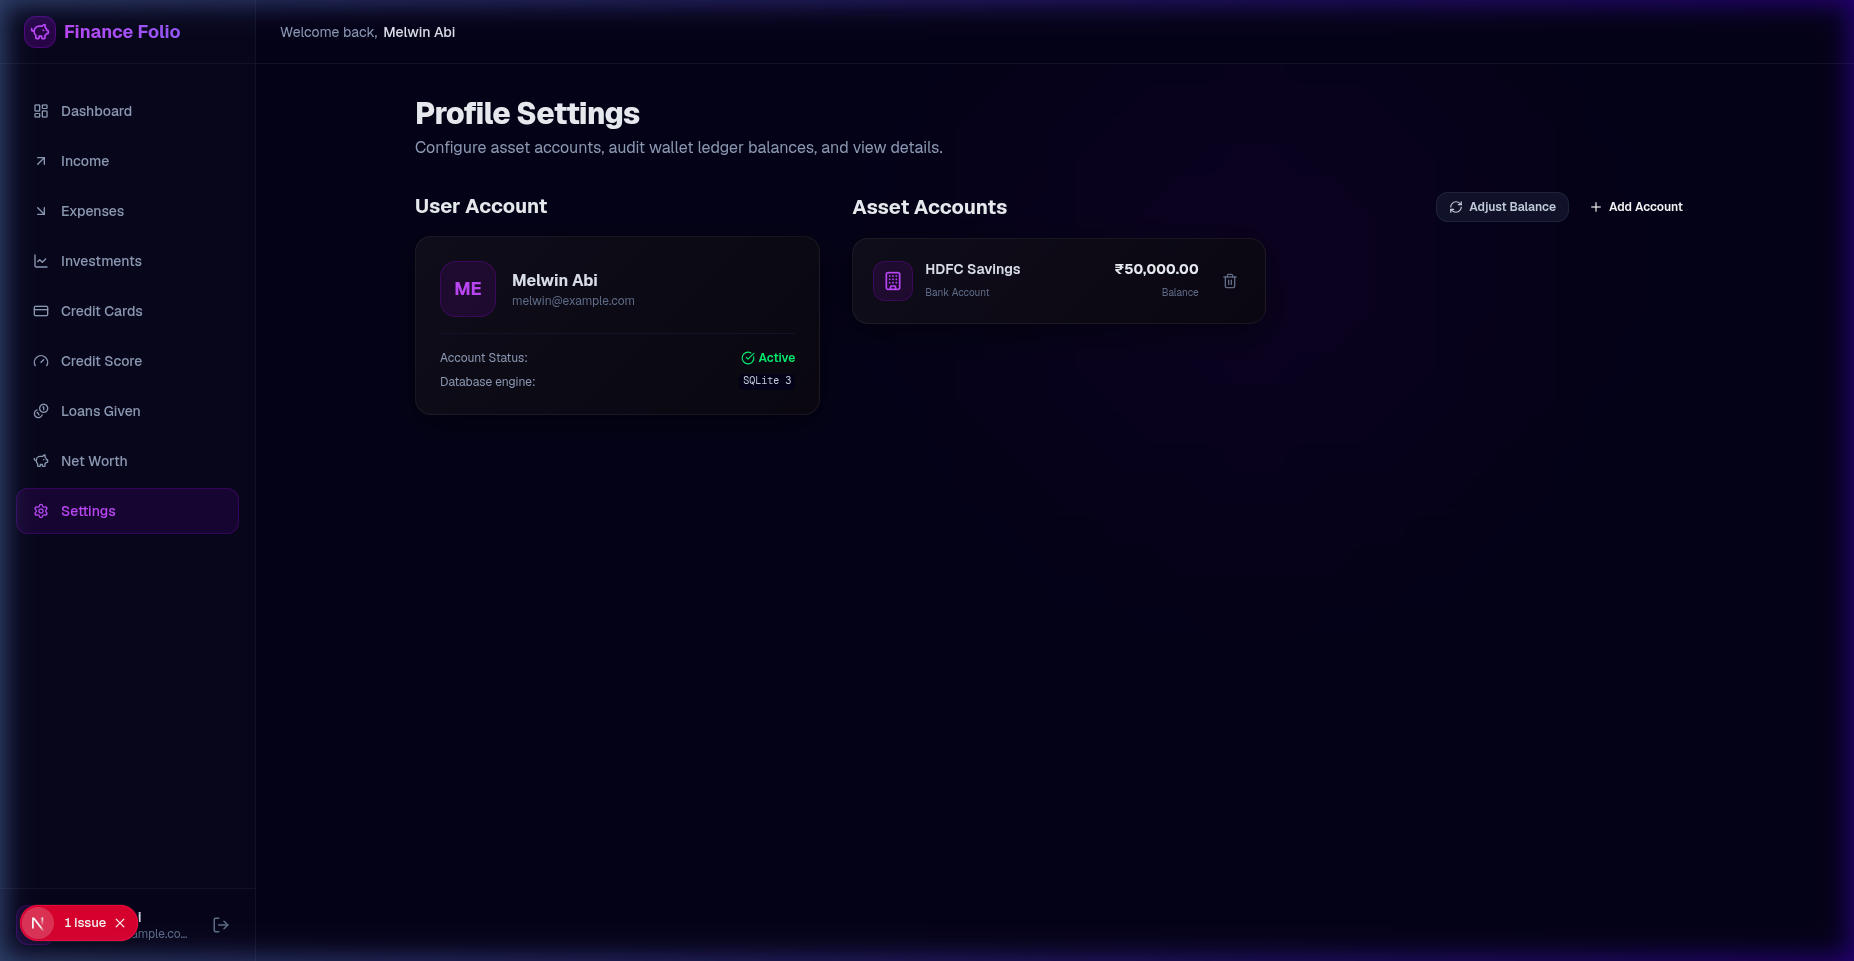 Finance Folio
Welcome back, Melwin Abi
Dashboard
Income
Expenses
Investments
Credit Cards
Credit Score
Loans Given
Net Worth
Settings
Profile Settings
Configure asset accounts, audit wallet ledger balances, and view details.
User Account
ME
Melwin Abi
melwin@example.com
Account Status:
Active
Database engine:
SQLite 3
Asset Accounts
Adjust Balance
Add Account
HDFC Savings
₹50,000.00
Bank Account
Balance
N
1 Issue
ample.co...